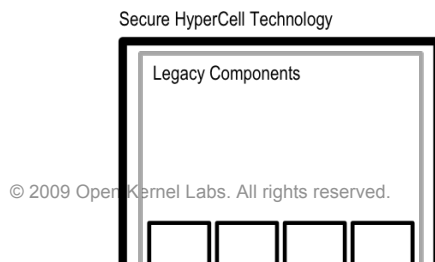 Secure HyperCell Technology
Legacy Components
© 2009 Open Kernel Labs. All rights reserved.